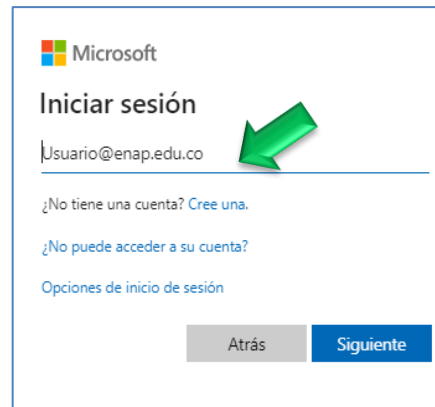 Microsoft
Iniciar sesión
Usuario@enap.edu.co
¿No tiene una cuenta? Cree una.
¿No puede acceder a su cuenta?
Opciones de inicio de sesión
Atrás Siguiente